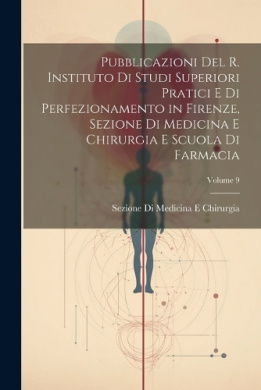 Pubblicazioni Del R.
Instituto Di Studi Superiori
Pratici E Di
Perfezionamento in Firenze,
Sezione Di Medicina E
Chirurgia E Scuola Di
Farmacia
Volume 9
Sezione Di Medicina E Chirurgia